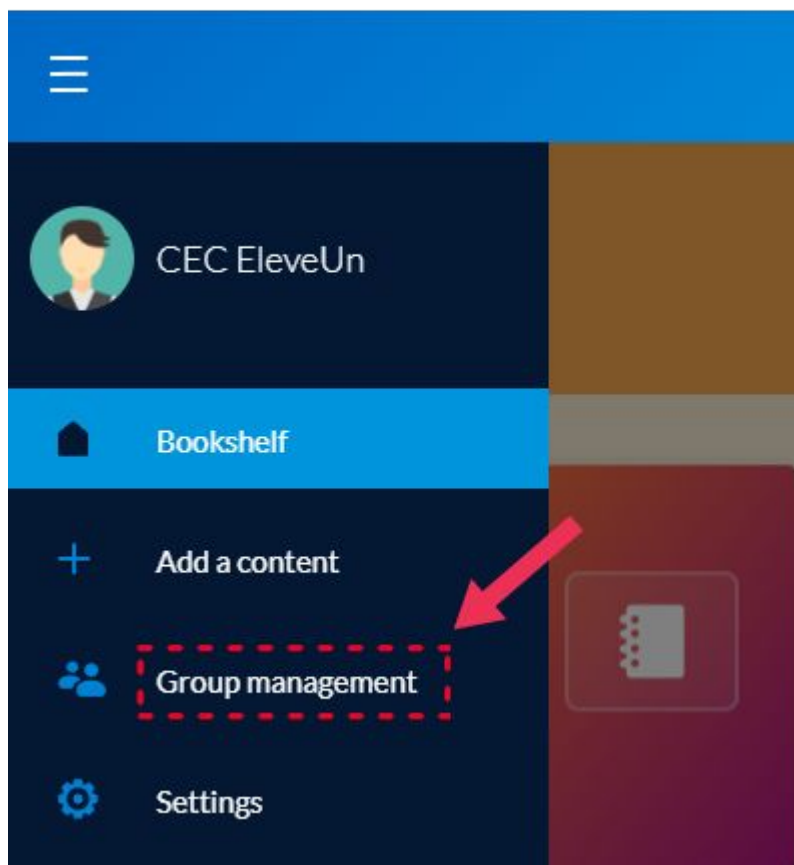 CEC EleveUn
Bookshelf
Add a content
Group management
Settings